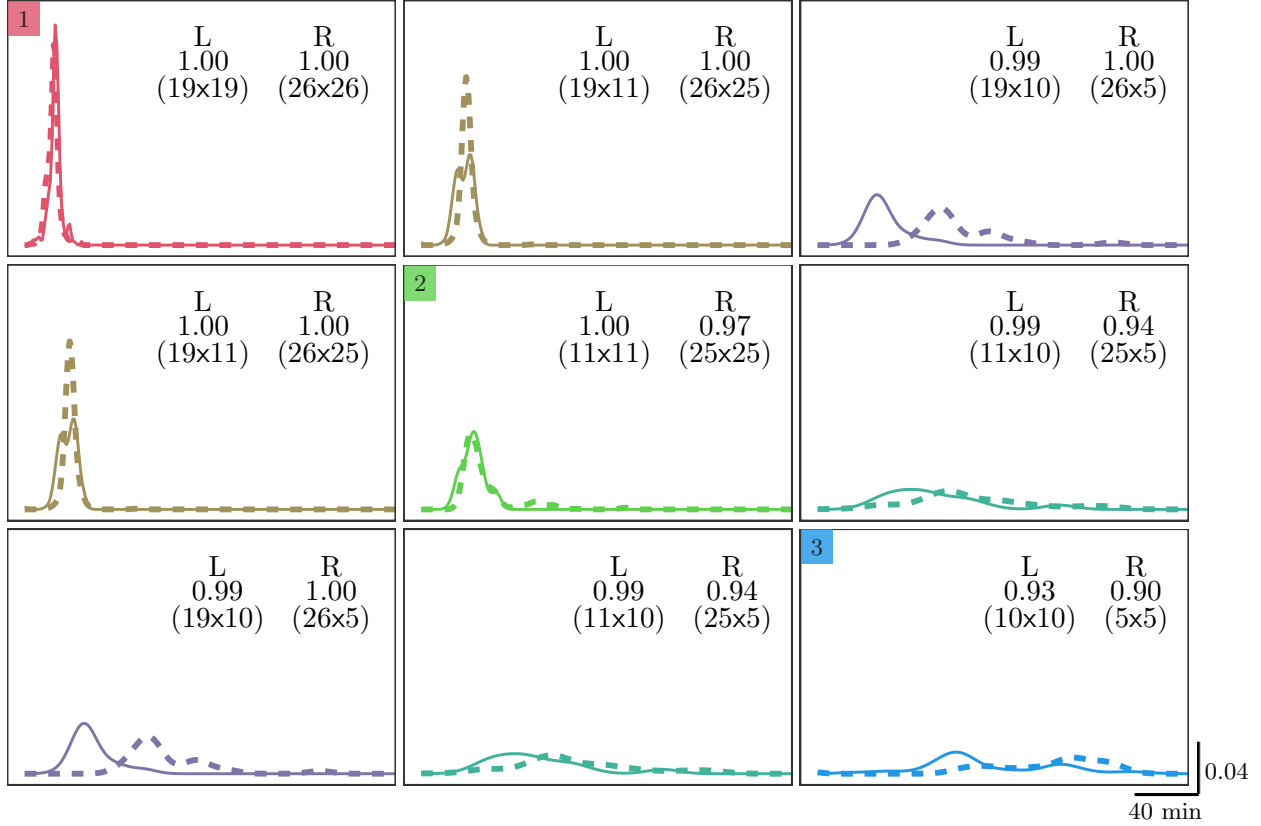 1
L R
1.00 1.00
(19x19) (26x26)
L R
1.00 1.00
(19x11) (26x25)
L R
0.99 1.00
(19x10) (26x5)
L R
1.00 1.00
(19x11) (26x25)
2
L R
1.00 0.97
(11x11) (25x25)
L R
0.99 0.94
(11x10) (25x5)
L R
0.99 1.00
(19x10) (26x5)
L R
0.99 0.94
(11x10) (25x5)
3
L R
0.93 0.90
(10x10) (5x5)
0.04
40 min